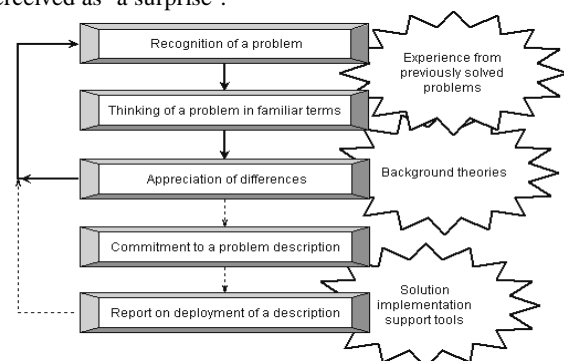 perceived as "a surprise".
Recognition of a problem
Experience from
previously solved
problems
Thinking of a problem in familiar terms
Appreciation of differences
Background theories
Commitment to a problem description
Solution
implementation
support tools
Report on deployment of a description